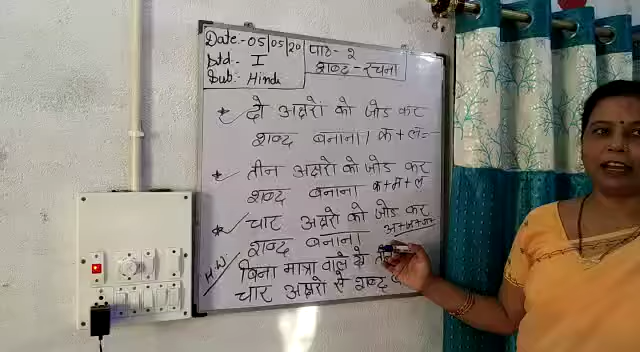 Date:-05/05/20
Std.- I
Sub:- Hindi
पाठ-२
शब्द-रचना
दो अक्षरो को जोड कर
शब्द बनाना। क+ल=
तीन अक्षरो को जोड कर
शब्द बनाना क+म+ल
चार अक्षरो को जोड कर
शब्द बनाना।
H.W
बिना मात्रा वाले
चार अक्षरो से शब्द